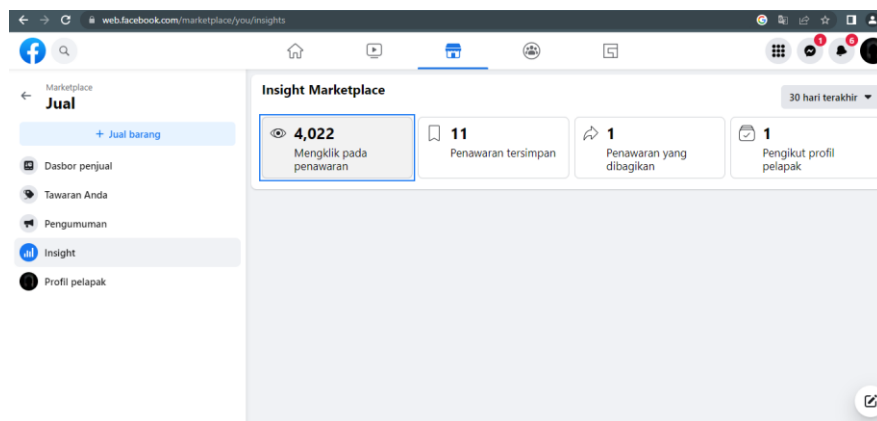 web.facebook.com/marketplace/you/insights
1
6
Marketplace
Jual
+ Jual barang
Dasbor penjual
Tawaran Anda
Pengumuman
Insight
Profil pelapak
Insight Marketplace
30 hari terakhir
4,022
Mengklik pada
penawaran
11
Penawaran tersimpan
1
Penawaran yang
dibagikan
1
Pengikut profil
pelapak